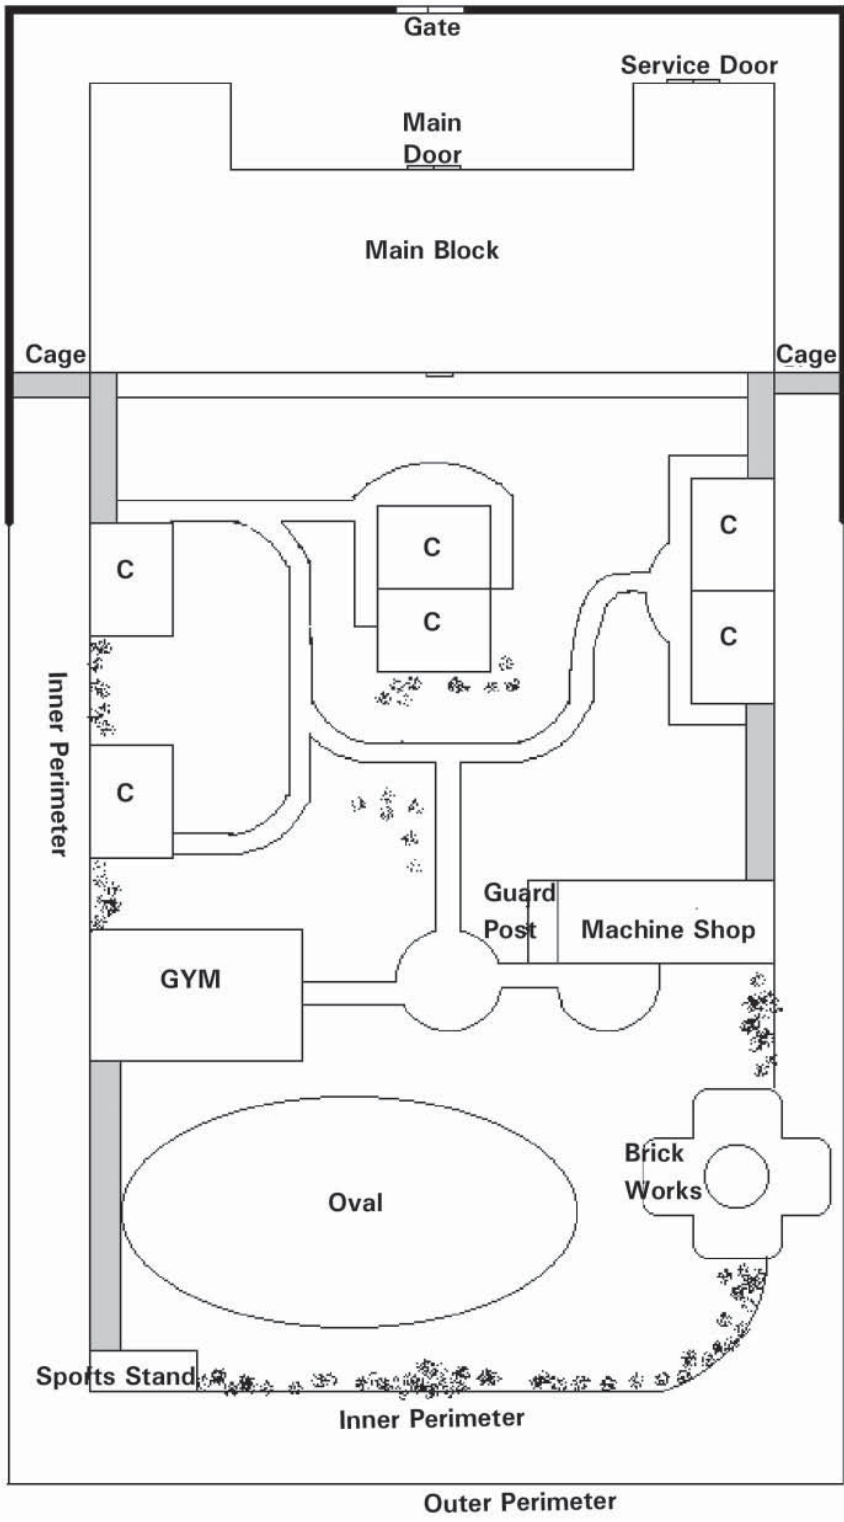 Gate
Service Door
Main
Door
Main Block
Cage
Cage
C
C
C
C
C
Inner Perimeter
C
Guard
Post
Machine Shop
GYM
Brick
Works
Oval
Sports Stand
Inner Perimeter
Outer Perimeter